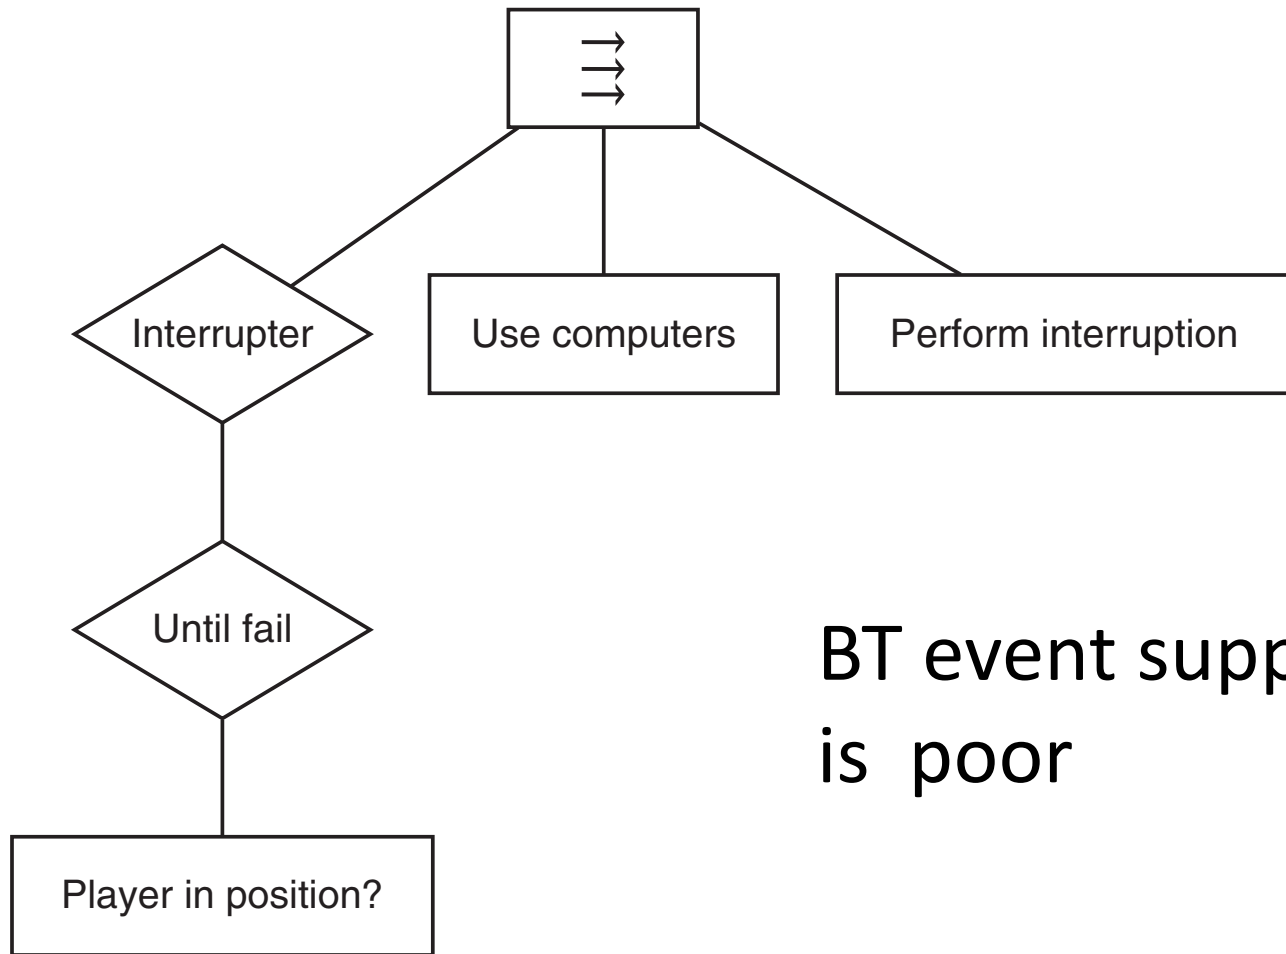 Interrupter
Use computers
Perform interruption
Until fail
BT event supp
is poor
Player in position?